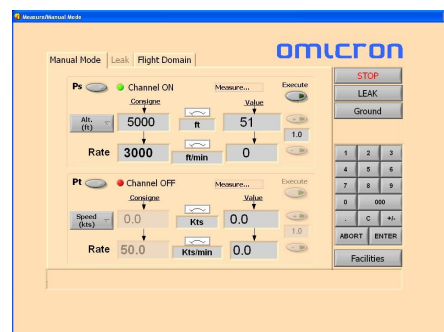 Measure/Manual Mode
omicron
Manual Mode Leak Flight Domain
Ps Channel ON Measure... Execute
Consigne Value
Alt. (ft) 5000 ft 51
1.0
Rate 3000 ft/min 0
Pt Channel OFF Measure... Execute
Consigne Value
Speed (kts) 0.0 Kts 0.0
1.0
Rate 50.0 Kts/min 0.0
STOP
LEAK
Ground
1 2 3
4 5 6
7 8 9
0 000
. C +/-
ABORT ENTER
Facilities